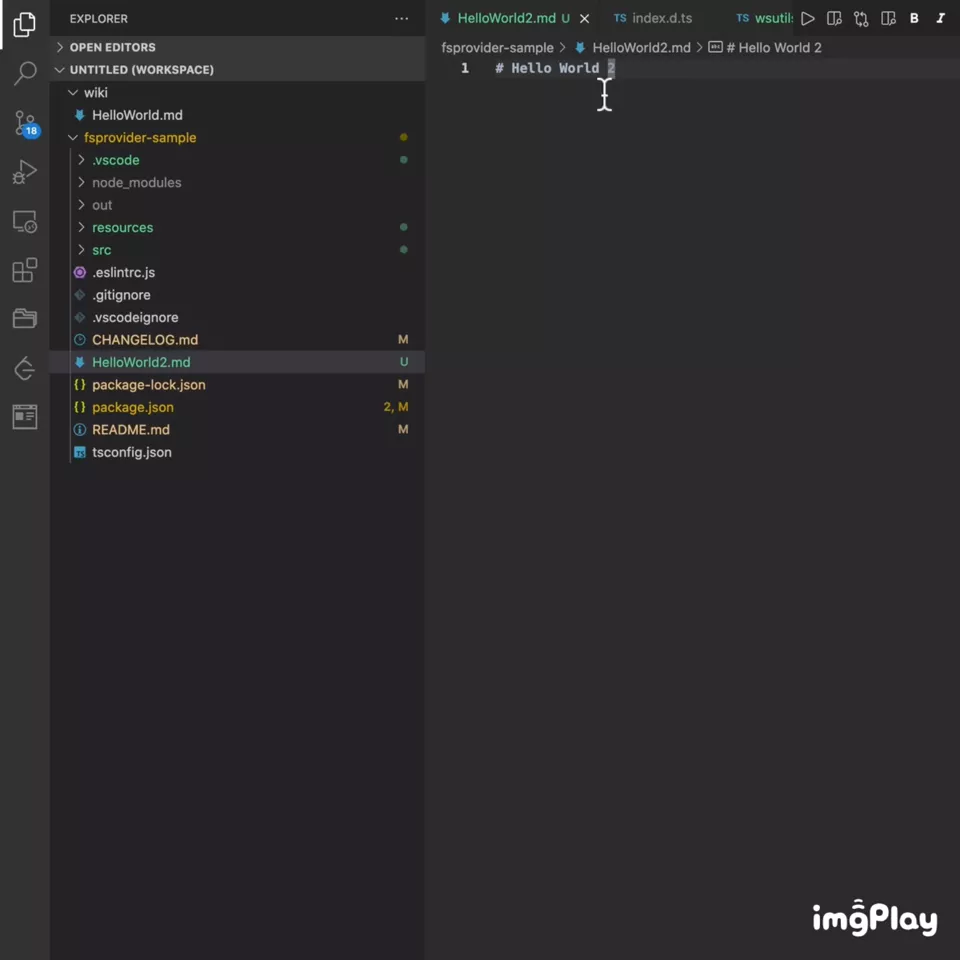 EXPLORER
OPEN EDITORS
UNTITLED (WORKSPACE)
wiki
HelloWorld.md
fsprovider-sample
.vscode
node_modules
out
resources
src
.eslintrc.js
.gitignore
.vscodeignore
CHANGELOG.md M
HelloWorld2.md U
package-lock.json M
package.json 2, M
README.md M
tsconfig.json
18
HelloWorld2.md U
TS index.d.ts
TS wsutils
B I
fsprovider-sample > HelloWorld2.md > # Hello World 2
1 # Hello World 2
imgPlay